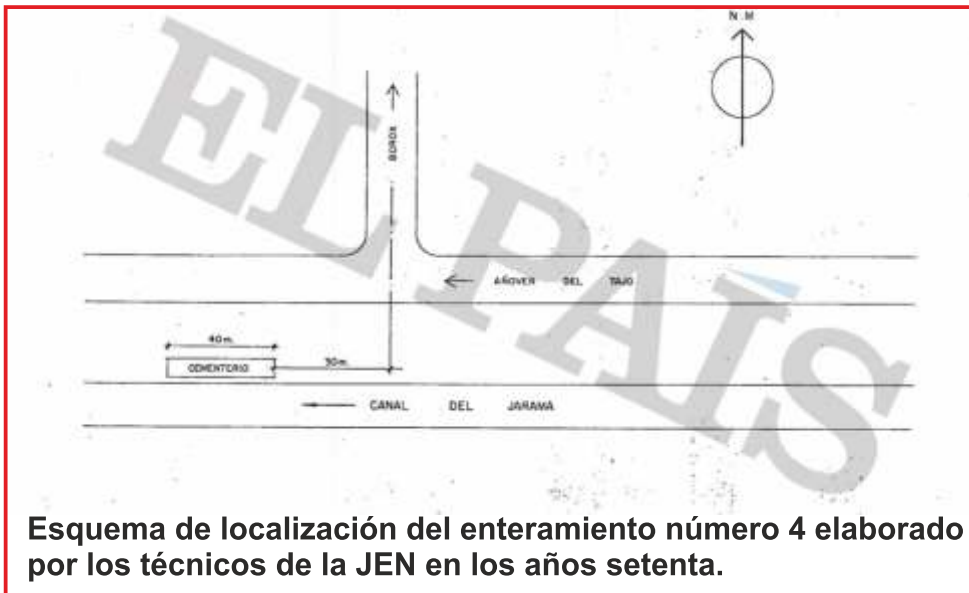 N.M
BOROX
EL PAÍS
← AÑOVER DEL TAJO
40m.
CEMENTERIO
50m.
← CANAL DEL JARAMA
Esquema de localización del enteramiento número 4 elaborado
por los técnicos de la JEN en los años setenta.